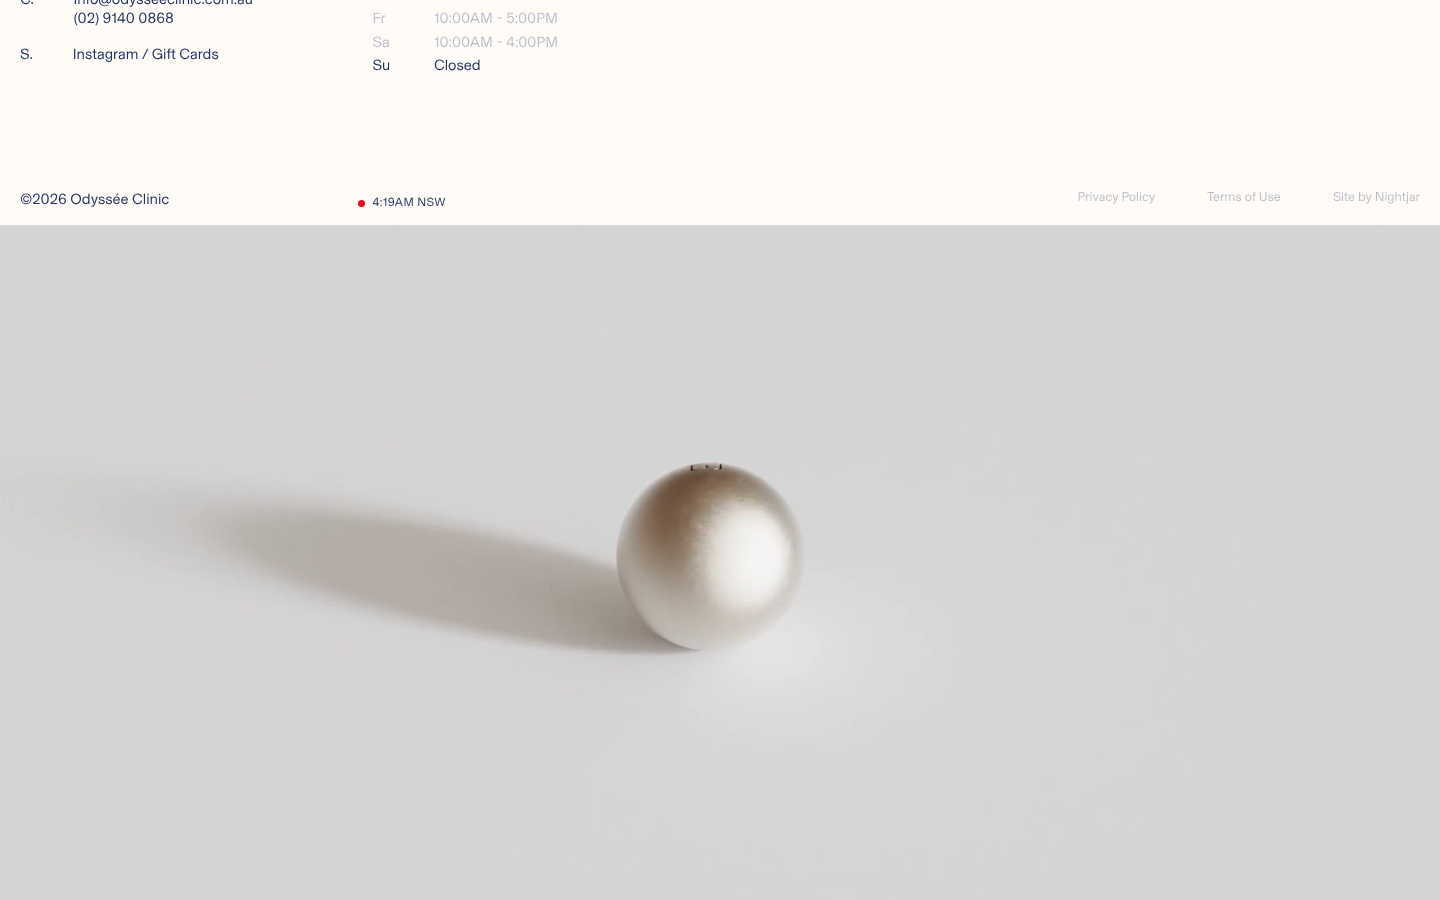 C. info@odysseeclinic.com.au
(02) 9140 0868
S. Instagram / Gift Cards
Fr 10:00AM - 5:00PM
Sa 10:00AM - 4:00PM
Su Closed
©2026 Odyssée Clinic
4:19AM NSW
Privacy Policy
Terms of Use
Site by Nightjar